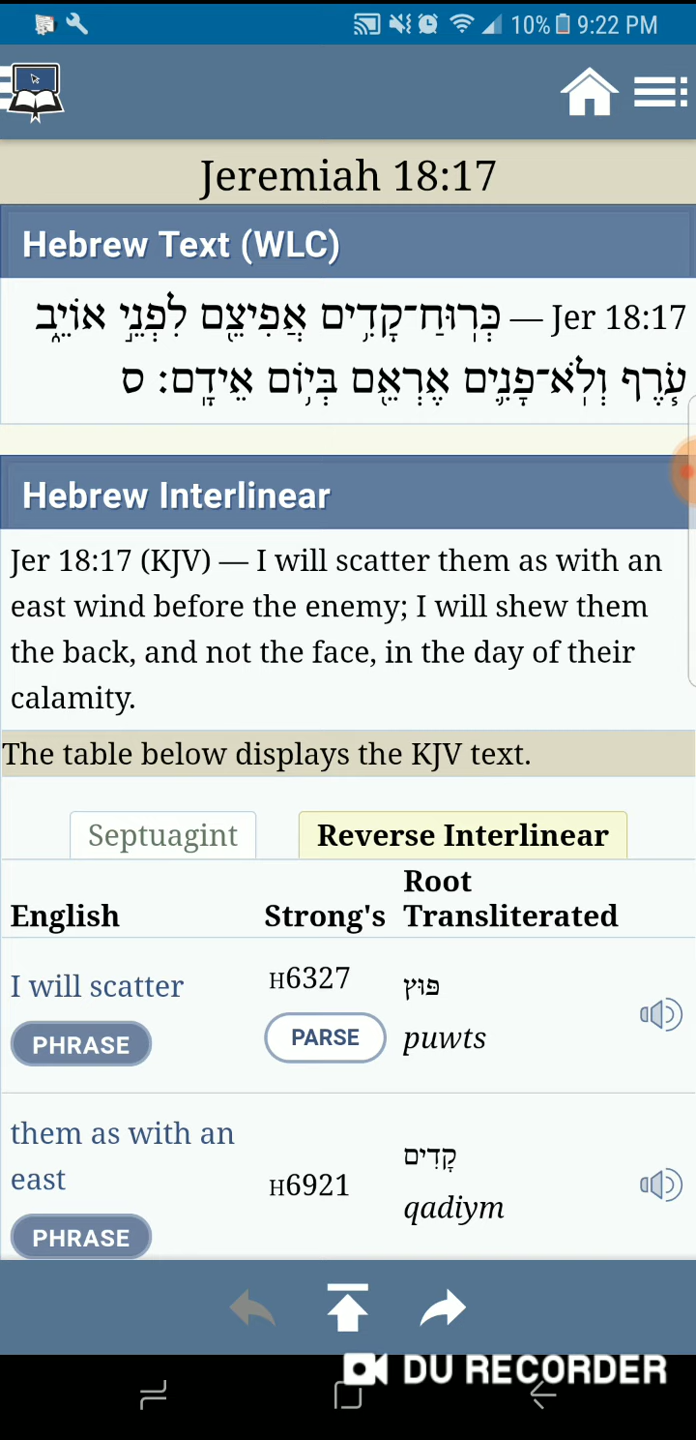 10% 9:22 PM
Jeremiah 18:17
Hebrew Text (WLC)
Jer 18:17 — כְּרֽוּחַ־קָדִ֥ים אֲפִיצֵ֖ם לִפְנֵ֣י אוֹיֵ֑ב
עֹ֧רֶף וְלֹֽא־פָנִ֛ים אֶרְאֵ֖ם בְּי֥וֹם אֵידָֽם׃ ס
Hebrew Interlinear
Jer 18:17 (KJV) — I will scatter them as with an
east wind before the enemy; I will shew them
the back, and not the face, in the day of their
calamity.
The table below displays the KJV text.
Septuagint Reverse Interlinear
English Strong's Root Transliterated
I will scatter H6327 פּוּץ
PHRASE PARSE puwts
them as with an
east H6921 קָדִים
PHRASE qadiym
DU RECORDER